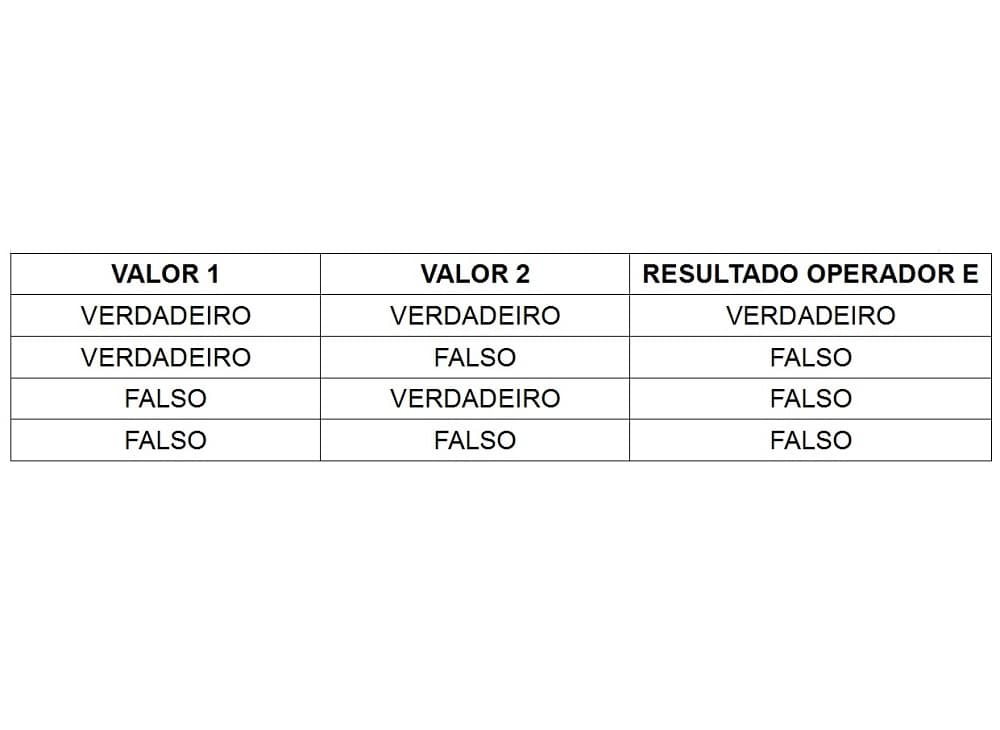 VALOR 1 VALOR 2 RESULTADO OPERADOR E
VERDADEIRO VERDADEIRO VERDADEIRO
VERDADEIRO FALSO FALSO
FALSO VERDADEIRO FALSO
FALSO FALSO FALSO